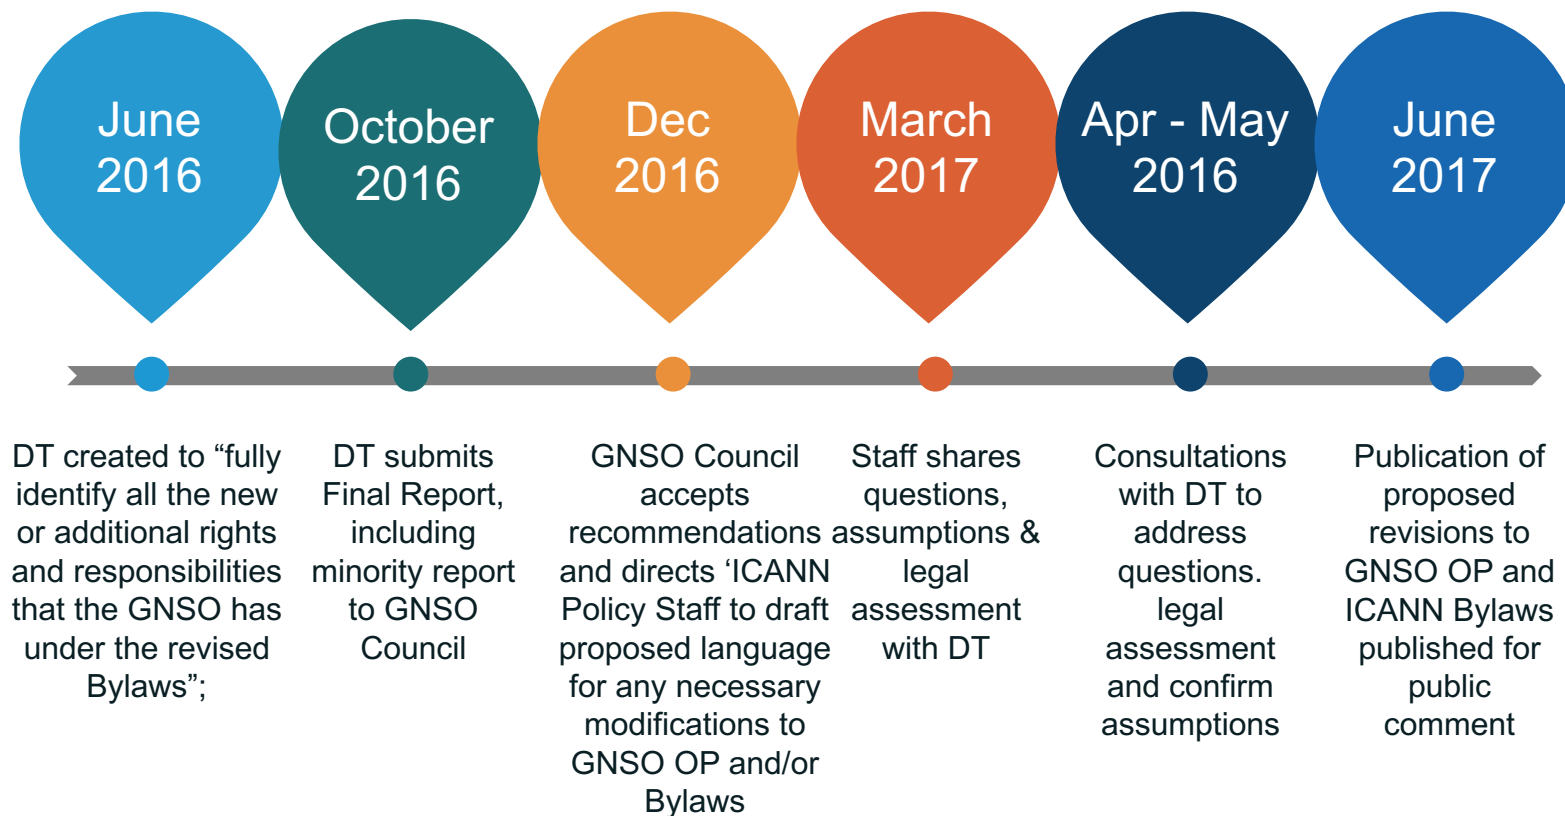 June
2016
October
2016
Dec
2016
March
2017
Apr - May
2016
June
2017
DT created to “fully
identify all the new
or additional rights
and responsibilities
that the GNSO has
under the revised
Bylaws”;
DT submits
Final Report,
including
minority report
to GNSO
Council
GNSO Council
accepts
recommendations
and directs ‘ICANN
Policy Staff to draft
proposed language
for any necessary
modifications to
GNSO OP and/or
Bylaws
Staff shares
questions,
assumptions &
legal
assessment
with DT
Consultations
with DT to
address
questions.
legal
assessment
and confirm
assumptions
Publication of
proposed
revisions to
GNSO OP and
ICANN Bylaws
published for
public
comment